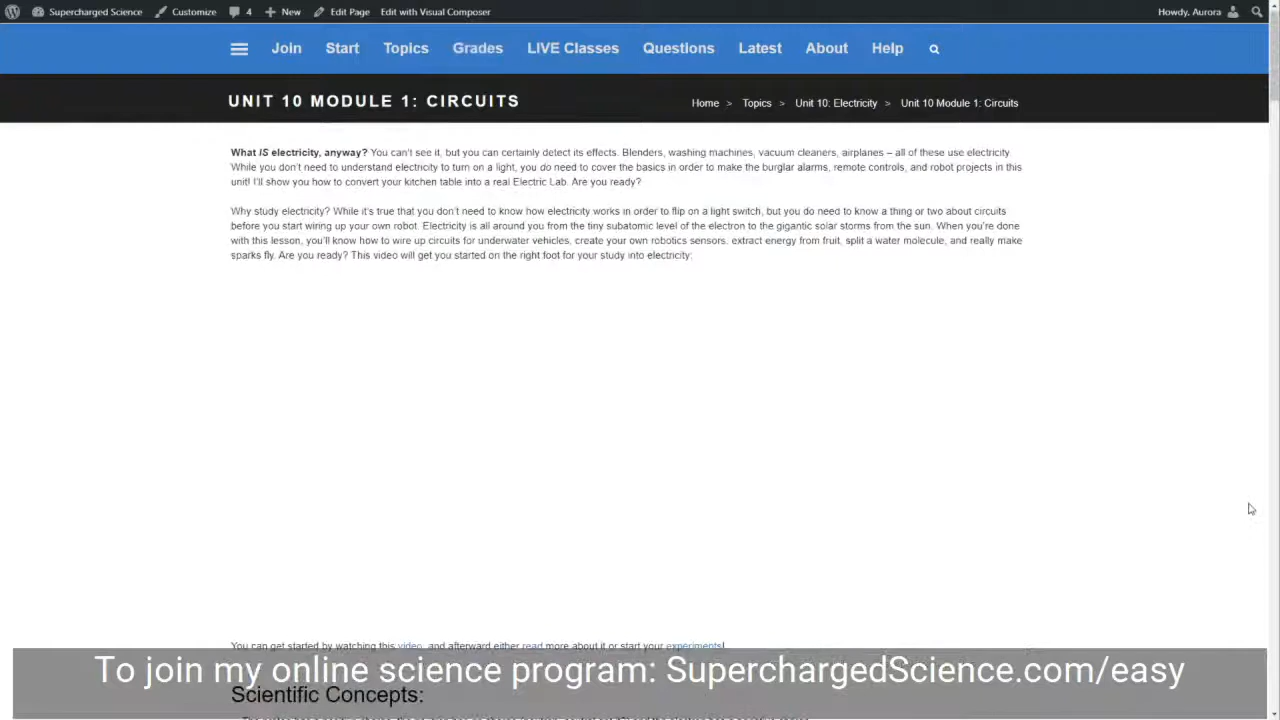 Supercharged Science Customize 4 New Edit Page Edit with Visual Composer Howdy, Aurora
Join Start Topics Grades LIVE Classes Questions Latest About Help
UNIT 10 MODULE 1: CIRCUITS Home > Topics > Unit 10: Electricity > Unit 10 Module 1: Circuits
What IS electricity, anyway? You can't see it, but you can certainly detect its effects. Blenders, washing machines, vacuum cleaners, airplanes – all of these use electricity.
While you don't need to understand electricity to turn on a light, you do need to cover the basics in order to make the burglar alarms, remote controls, and robot projects in this
unit! I'll show you how to convert your kitchen table into a real Electric Lab. Are you ready?
Why study electricity? While it's true that you don't need to know how electricity works in order to flip on a light switch, but you do need to know a thing or two about circuits
before you start wiring up your own robot. Electricity is all around you from the tiny subatomic level of the electron to the gigantic solar storms from the sun. When you're done
with this lesson, you'll know how to wire up circuits for underwater vehicles, create your own robotics sensors, extract energy from fruit, split a water molecule, and really make
sparks fly. Are you ready? This video will get you started on the right foot for your study into electricity:
You can get started by watching this video, and afterward either read more about it or start your experiments!
To join my online science program: SuperchargedScience.com/easy
Scientific Concepts: